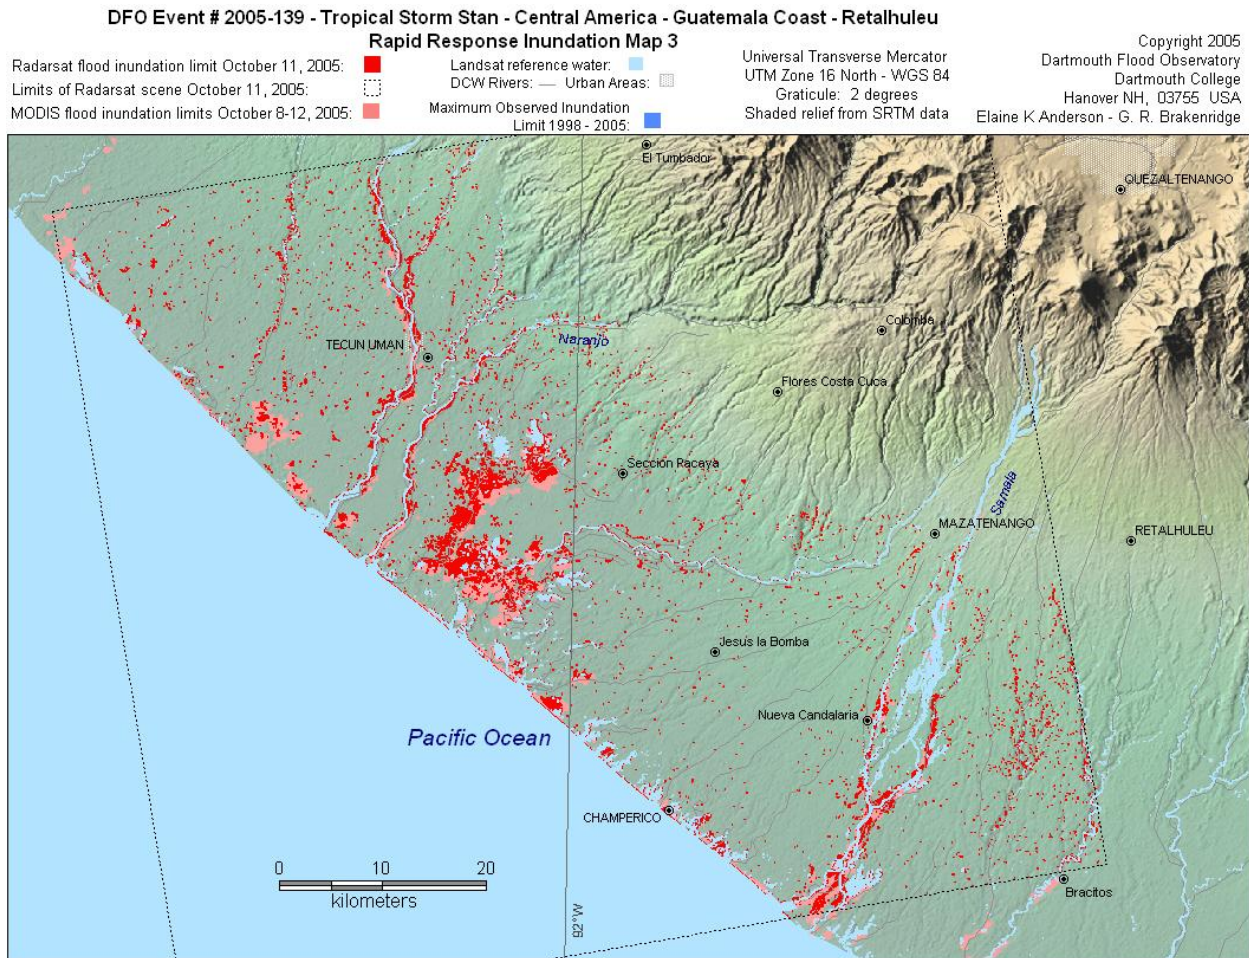 DFO Event # 2005-139 - Tropical Storm Stan - Central America - Guatemala Coast - Retalhuleu
Rapid Response Inundation Map 3
Radarsat flood inundation limit October 11, 2005:
Limits of Radarsat scene October 11, 2005:
MODIS flood inundation limits October 8-12, 2005:
Landsat reference water:
DCW Rivers: — Urban Areas:
Maximum Observed Inundation
Limit 1998 - 2005:
Universal Transverse Mercator
UTM Zone 16 North - WGS 84
Graticule: 2 degrees
Shaded relief from SRTM data
Copyright 2005
Dartmouth Flood Observatory
Dartmouth College
Hanover NH, 03755 USA
Elaine K Anderson - G. R. Brakenridge
El Tumbador
QUEZALTENANGO
Colomba
Naranjo
TECUN UMAN
Flores Costa Cuca
Seccion Racaya
Samala
MAZATENANGO
RETALHULEU
Jesus la Bomba
Nueva Candalaria
Pacific Ocean
CHAMPERICO
0 10 20
kilometers
92°W
Bracitos